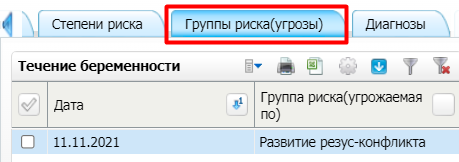 Степени риска Группы риска(угрозы) Диагнозы
Течение беременности
Дата 1 Группа риска(угрожаемая
по)
11.11.2021 Развитие резус-конфликта